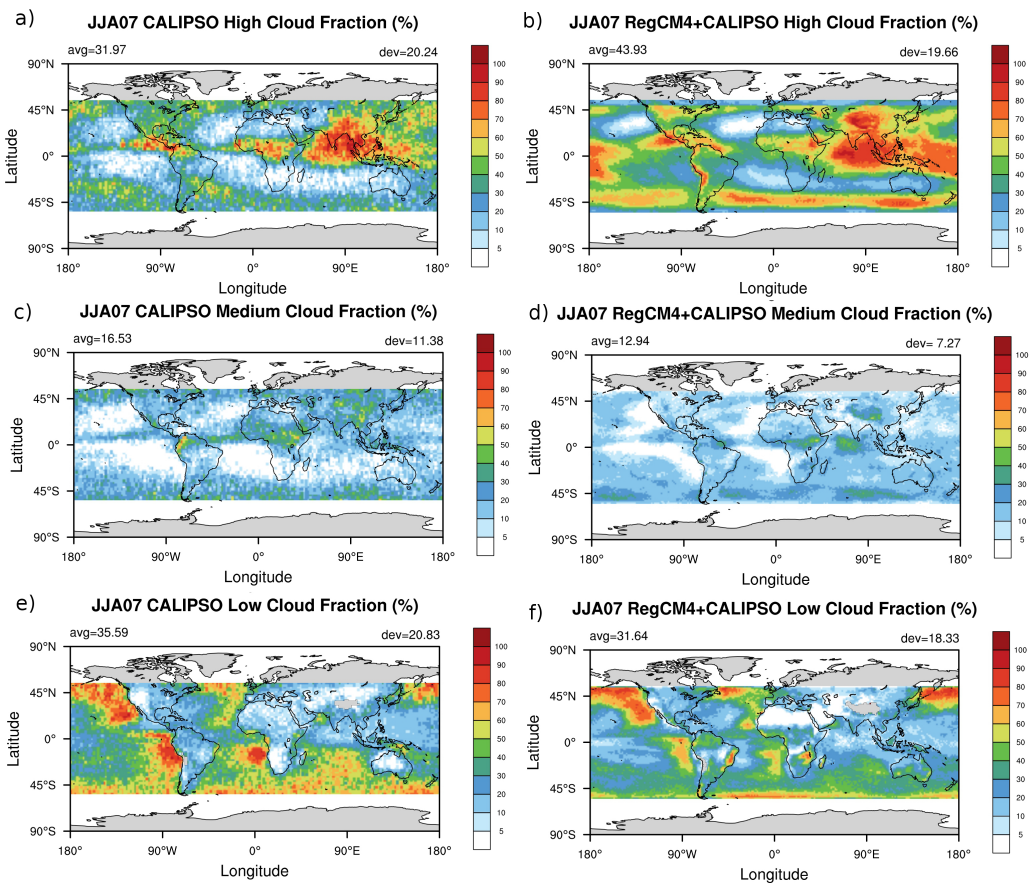 a)
JJA07 CALIPSO High Cloud Fraction (%)
avg=31.97
dev=20.24
90°N
45°N
0°
45°S
90°S
Latitude
180°
90°W
0°
90°E
180°
Longitude
100
90
80
70
60
50
40
30
20
10
5
b)
JJA07 RegCM4+CALIPSO High Cloud Fraction (%)
avg=43.93
dev=19.66
90°N
45°N
0°
45°S
90°S
Latitude
180°
90°W
0°
90°E
180°
Longitude
100
90
80
70
60
50
40
30
20
10
5
c)
JJA07 CALIPSO Medium Cloud Fraction (%)
avg=16.53
dev=11.38
90°N
45°N
0°
45°S
90°S
Latitude
180°
90°W
0°
90°E
180°
Longitude
100
90
80
70
60
50
40
30
20
10
5
d)
JJA07 RegCM4+CALIPSO Medium Cloud Fraction (%)
avg=12.94
dev= 7.27
90°N
45°N
0°
45°S
90°S
Latitude
180°
90°W
0°
90°E
180°
Longitude
100
90
80
70
60
50
40
30
20
10
5
e)
JJA07 CALIPSO Low Cloud Fraction (%)
avg=35.59
dev=20.83
90°N
45°N
0°
45°S
90°S
Latitude
180°
90°W
0°
90°E
180°
Longitude
100
90
80
70
60
50
40
30
20
10
5
f)
JJA07 RegCM4+CALIPSO Low Cloud Fraction (%)
avg=31.64
dev=18.33
90°N
45°N
0°
45°S
90°S
Latitude
180°
90°W
0°
90°E
180°
Longitude
100
90
80
70
60
50
40
30
20
10
5